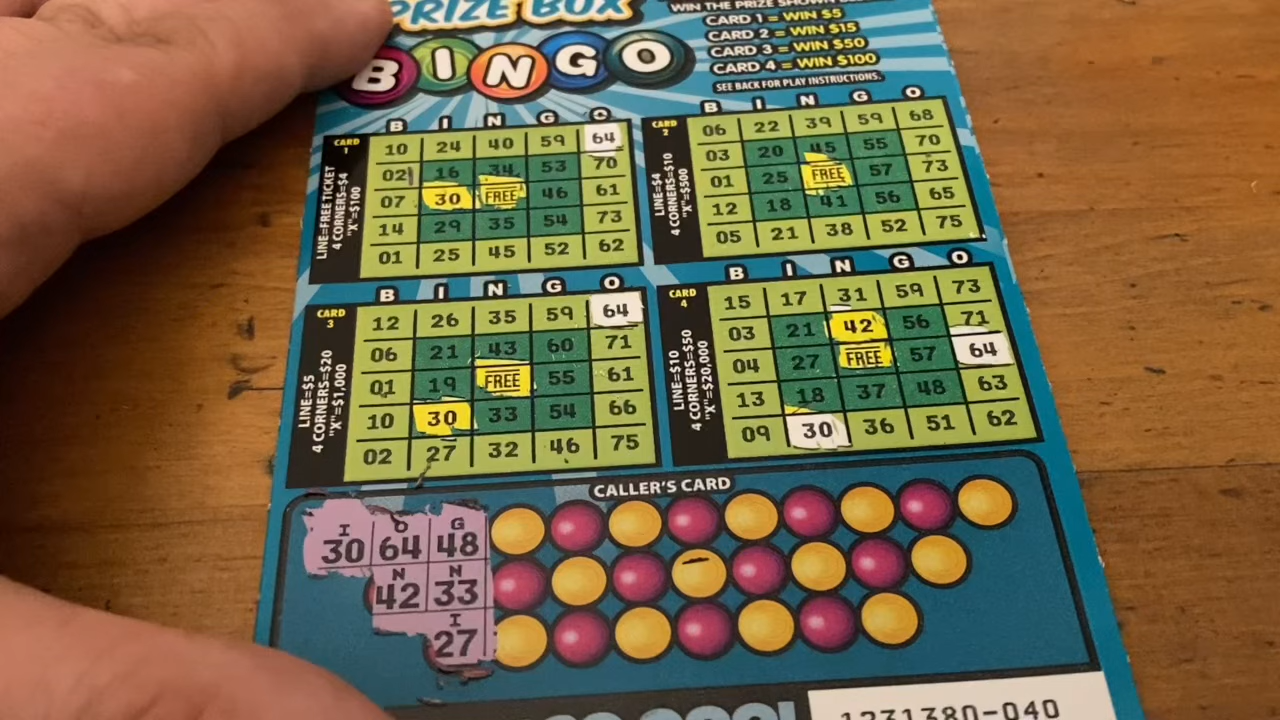 PRIZE BOX
BINGO
WIN THE PRIZE SHOWN
CARD 1 = WIN $5
CARD 2 = WIN $15
CARD 3 = WIN $50
CARD 4 = WIN $100
SEE BACK FOR PLAY INSTRUCTIONS.
CARD 1
LINE=FREE TICKET
4 CORNERS=$4
"X"=$100
B I N G O
10 24 40 59 64
02 16 34 53 70
07 30 FREE 46 61
14 29 35 54 73
01 25 45 52 62
CARD 2
LINE=$4
4 CORNERS=$10
"X"=$500
B I N G O
06 22 39 59 68
03 20 45 55 70
01 25 FREE 57 73
12 18 41 56 65
05 21 38 52 75
CARD 3
LINE=$5
4 CORNERS=$20
"X"=$1,000
B I N G O
12 26 35 59 64
06 21 43 60 71
01 19 FREE 55 61
10 30 33 54 66
02 27 32 46 75
CARD 4
LINE=$10
4 CORNERS=$50
"X"=$20,000
B I N G O
15 17 31 59 73
03 21 42 56 71
04 27 FREE 57 64
13 18 37 48 63
09 30 36 51 62
CALLER'S CARD
I O G
30 64 48
N N
42 33
I
27
1231380-040